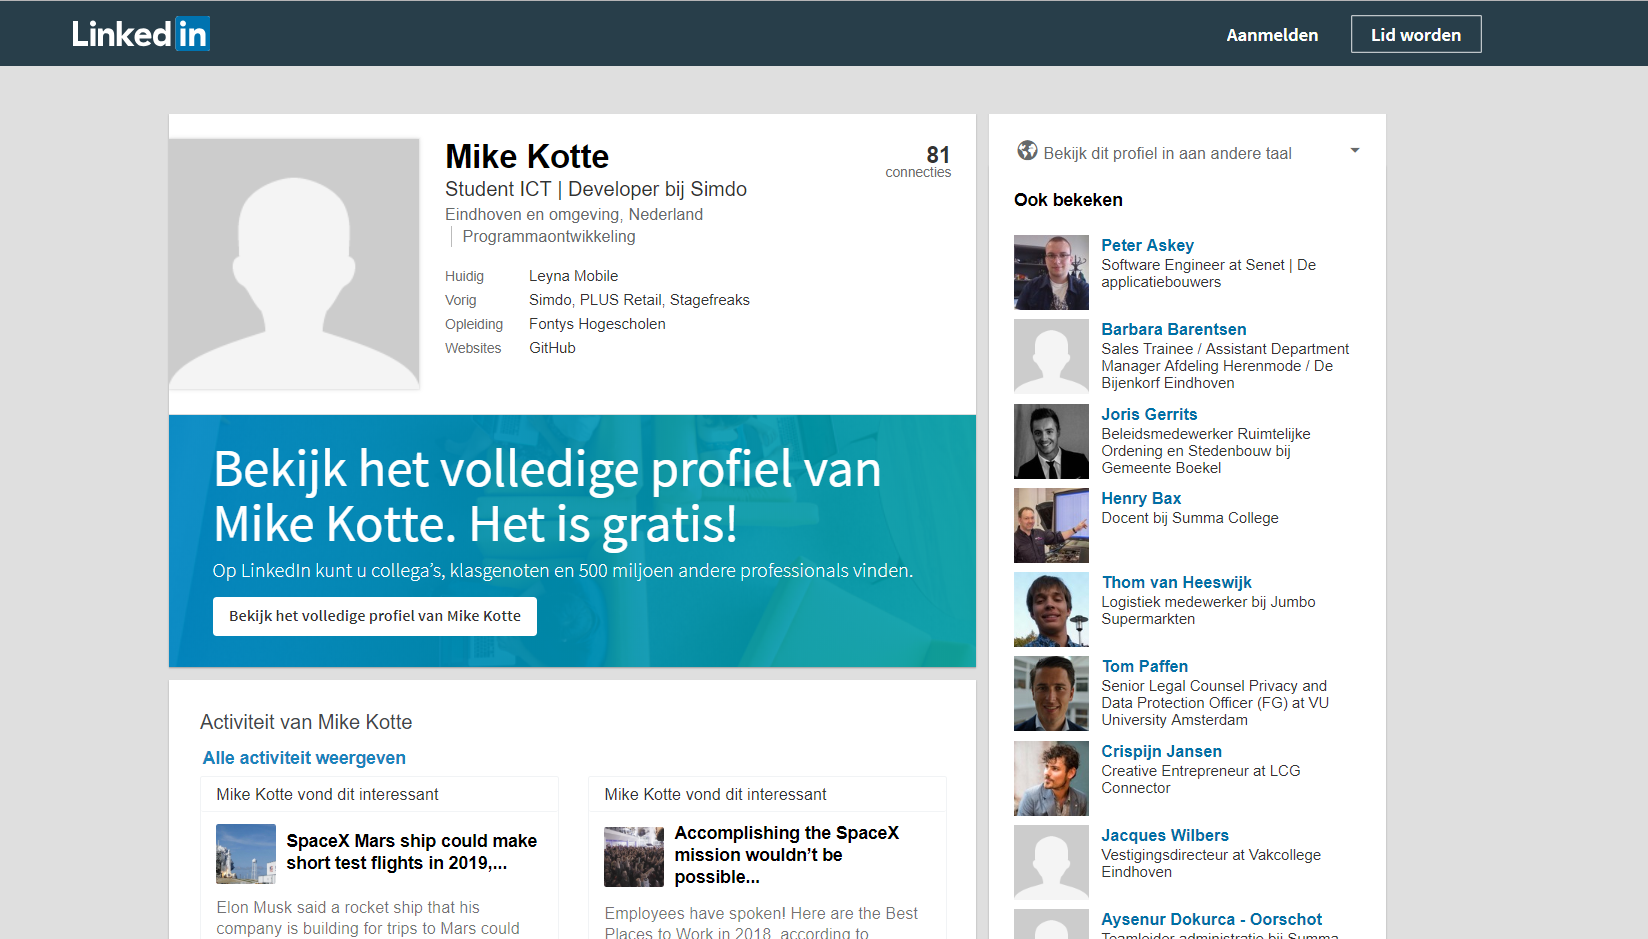 Linked in
Aanmelden
Lid worden
Mike Kotte
Student ICT | Developer bij Simdo
Eindhoven en omgeving, Nederland
Programmaontwikkeling
81
connecties
Huidig Leyna Mobile
Vorig Simdo, PLUS Retail, Stagefreaks
Opleiding Fontys Hogescholen
Websites GitHub
Bekijk het volledige profiel van
Mike Kotte. Het is gratis!
Op LinkedIn kunt u collega's, klasgenoten en 500 miljoen andere professionals vinden.
Bekijk het volledige profiel van Mike Kotte
Activiteit van Mike Kotte
Alle activiteit weergeven
Mike Kotte vond dit interessant
SpaceX Mars ship could make
short test flights in 2019,...
Elon Musk said a rocket ship that his
company is building for trips to Mars could
Mike Kotte vond dit interessant
Accomplishing the SpaceX
mission wouldn't be
possible...
Employees have spoken! Here are the Best
Places to Work in 2018, according to
Bekijk dit profiel in aan andere taal
Ook bekeken
Peter Askey
Software Engineer at Senet | De
applicatiebouwers
Barbara Barentsen
Sales Trainee / Assistant Department
Manager Afdeling Herenmode / De
Bijenkorf Eindhoven
Joris Gerrits
Beleidsmedewerker Ruimtelijke
Ordening en Stedenbouw bij
Gemeente Boekel
Henry Bax
Docent bij Summa College
Thom van Heeswijk
Logistiek medewerker bij Jumbo
Supermarkten
Tom Paffen
Senior Legal Counsel Privacy and
Data Protection Officer (FG) at VU
University Amsterdam
Crispijn Jansen
Creative Entrepreneur at LCG
Connector
Jacques Wilbers
Vestigingsdirecteur at Vakcollege
Eindhoven
Aysenur Dokurca - Oorschot
Teamleider administratie bij Summa